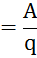 = A/q